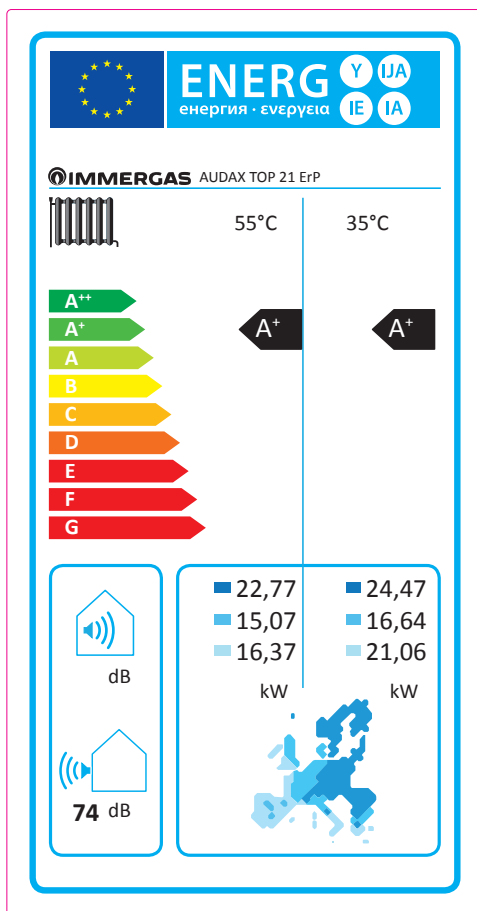 ENERG
енергия · ενεργεια
Y IJA
IE IA
IMMERGAS AUDAX TOP 21 ErP
55°C 35°C
A++
A+ A+ A+
A
B
C
D
E
F
G
22,77 24,47
15,07 16,64
16,37 21,06
kW kW
dB
74 dB